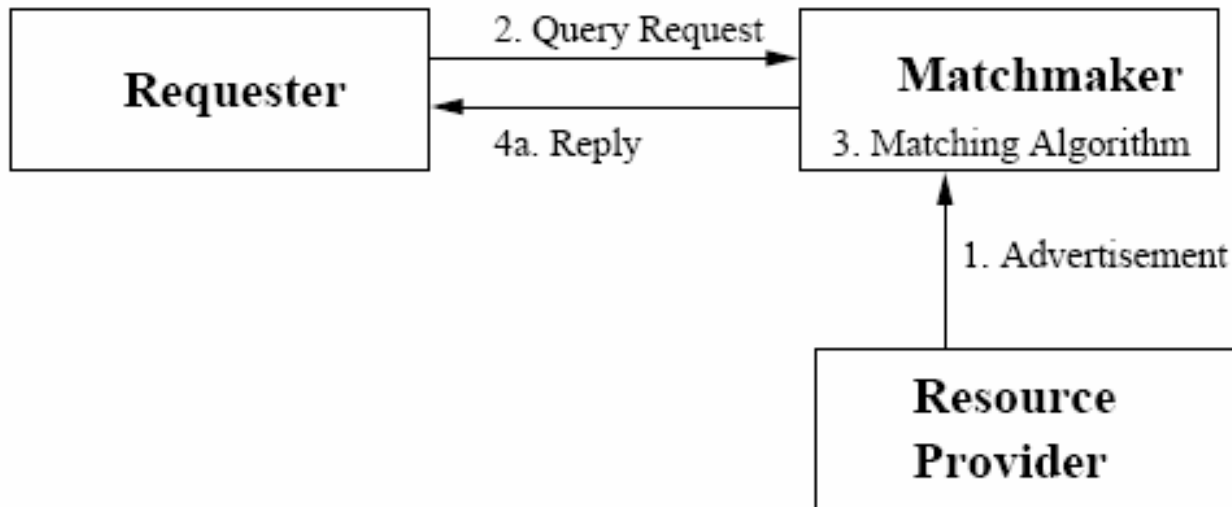 2. Query Request
Requester
Matchmaker
4a. Reply
3. Matching Algorithm
1. Advertisement
Resource
Provider